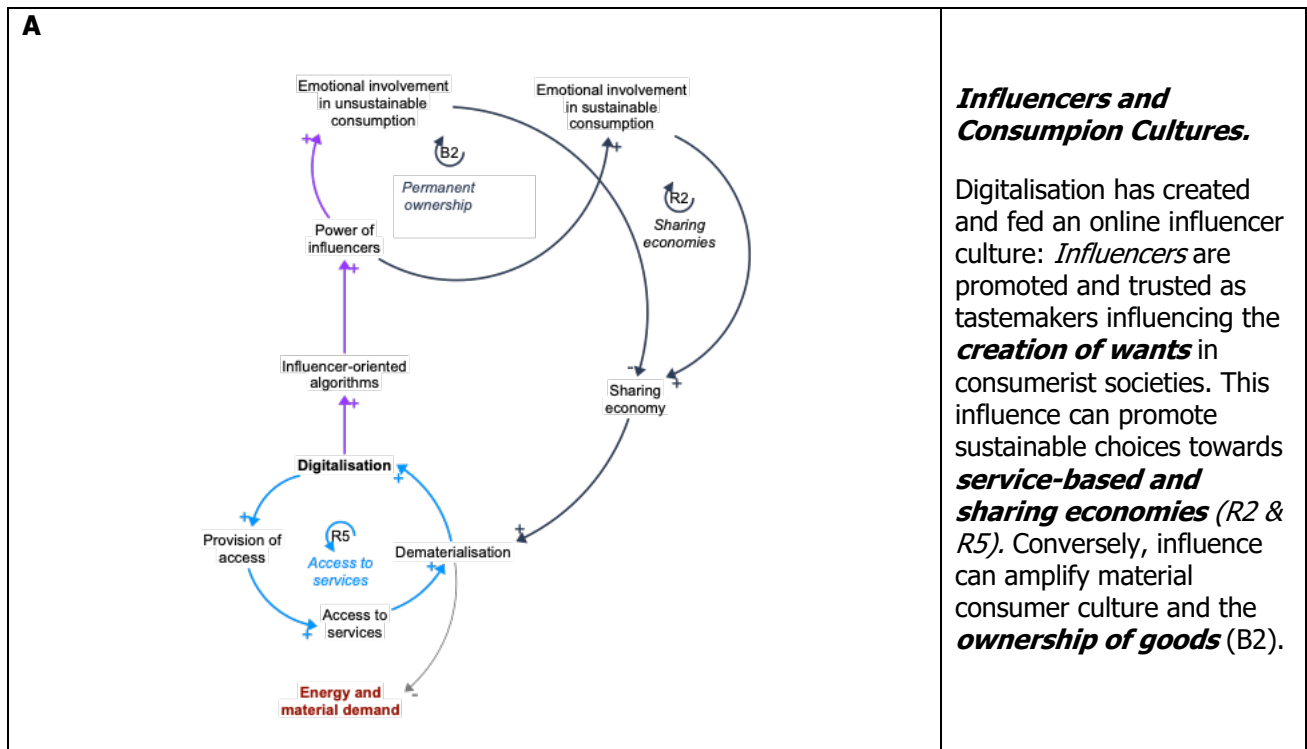 A
Emotional involvement
in unsustainable
consumption
Emotional involvement
in sustainable
consumption
+
+
B2
Permanent
ownership
R2
Sharing
economies
Power of
influencers
+
Influencer-oriented
algorithms
+
-
+
Sharing
economy
Digitalisation
+
+
+
Provision of
access
R5
Access to
services
Dematerialisation
+
Access to
services
+
Energy and
material demand
-
Influencers and
Consumpion Cultures.
Digitalisation has created
and fed an online influencer
culture: Influencers are
promoted and trusted as
tastemakers influencing the
creation of wants in
consumerist societies. This
influence can promote
sustainable choices towards
service-based and
sharing economies (R2 &
R5). Conversely, influence
can amplify material
consumer culture and the
ownership of goods (B2).